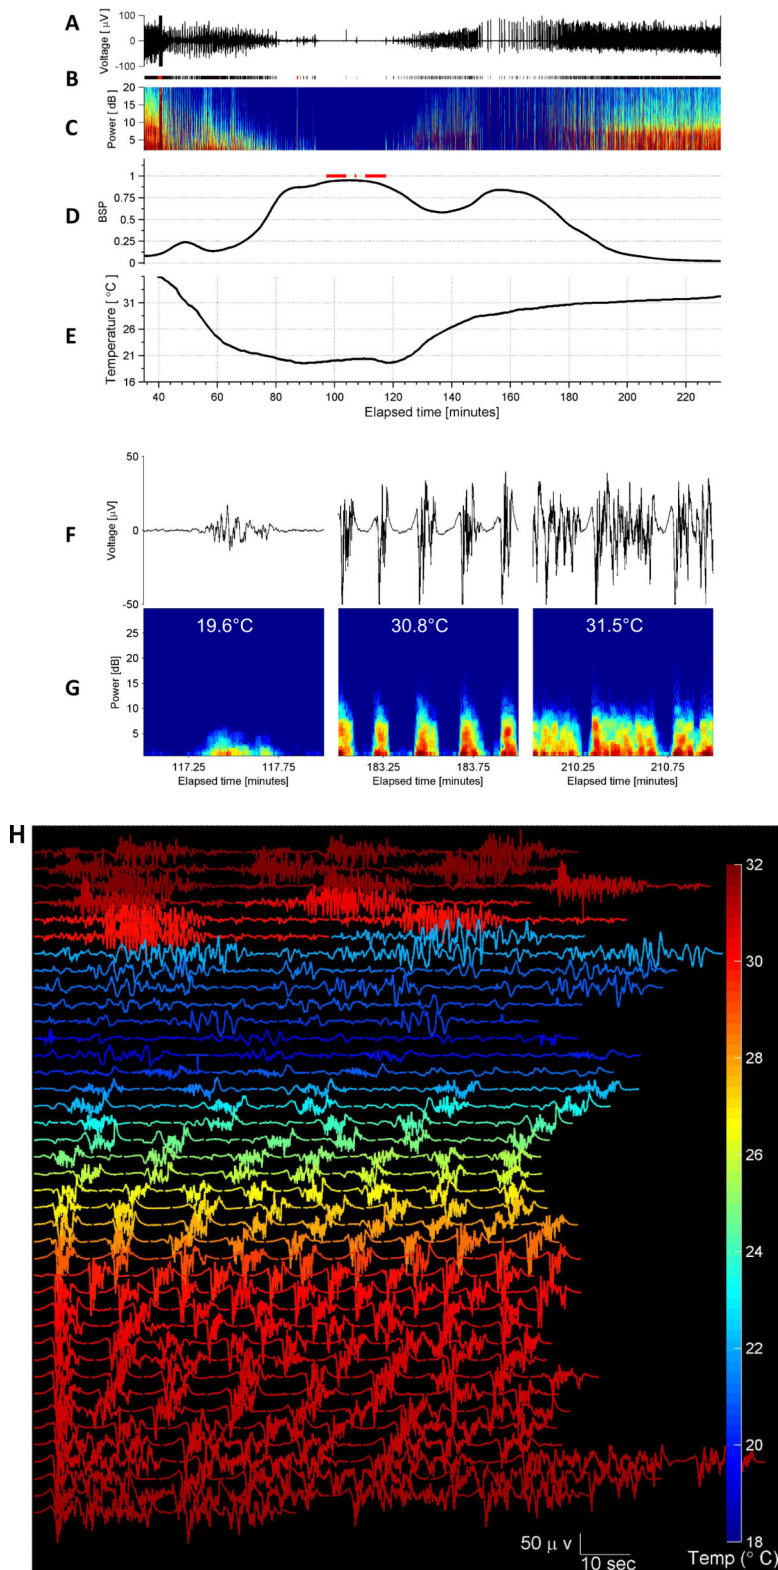 A
Voltage [ μV]
100
0
-100
B
C
Power [ dB]
20
15
10
5
D
BSP
1
0.75
0.5
0.25
0
E
Temperature [ °C]
31
26
21
16
40 60 80 100 120 140 160 180 200 220
Elapsed time [minutes]
F
Voltage [μV]
50
0
-50
G
Power [dB]
25
20
15
10
5
19.6°C 30.8°C 31.5°C
117.25 117.75 183.25 183.75 210.25 210.75
Elapsed time [minutes] Elapsed time [minutes] Elapsed time [minutes]
H
32
30
28
26
24
22
20
18
50 μ v
10 sec
Temp (° C)